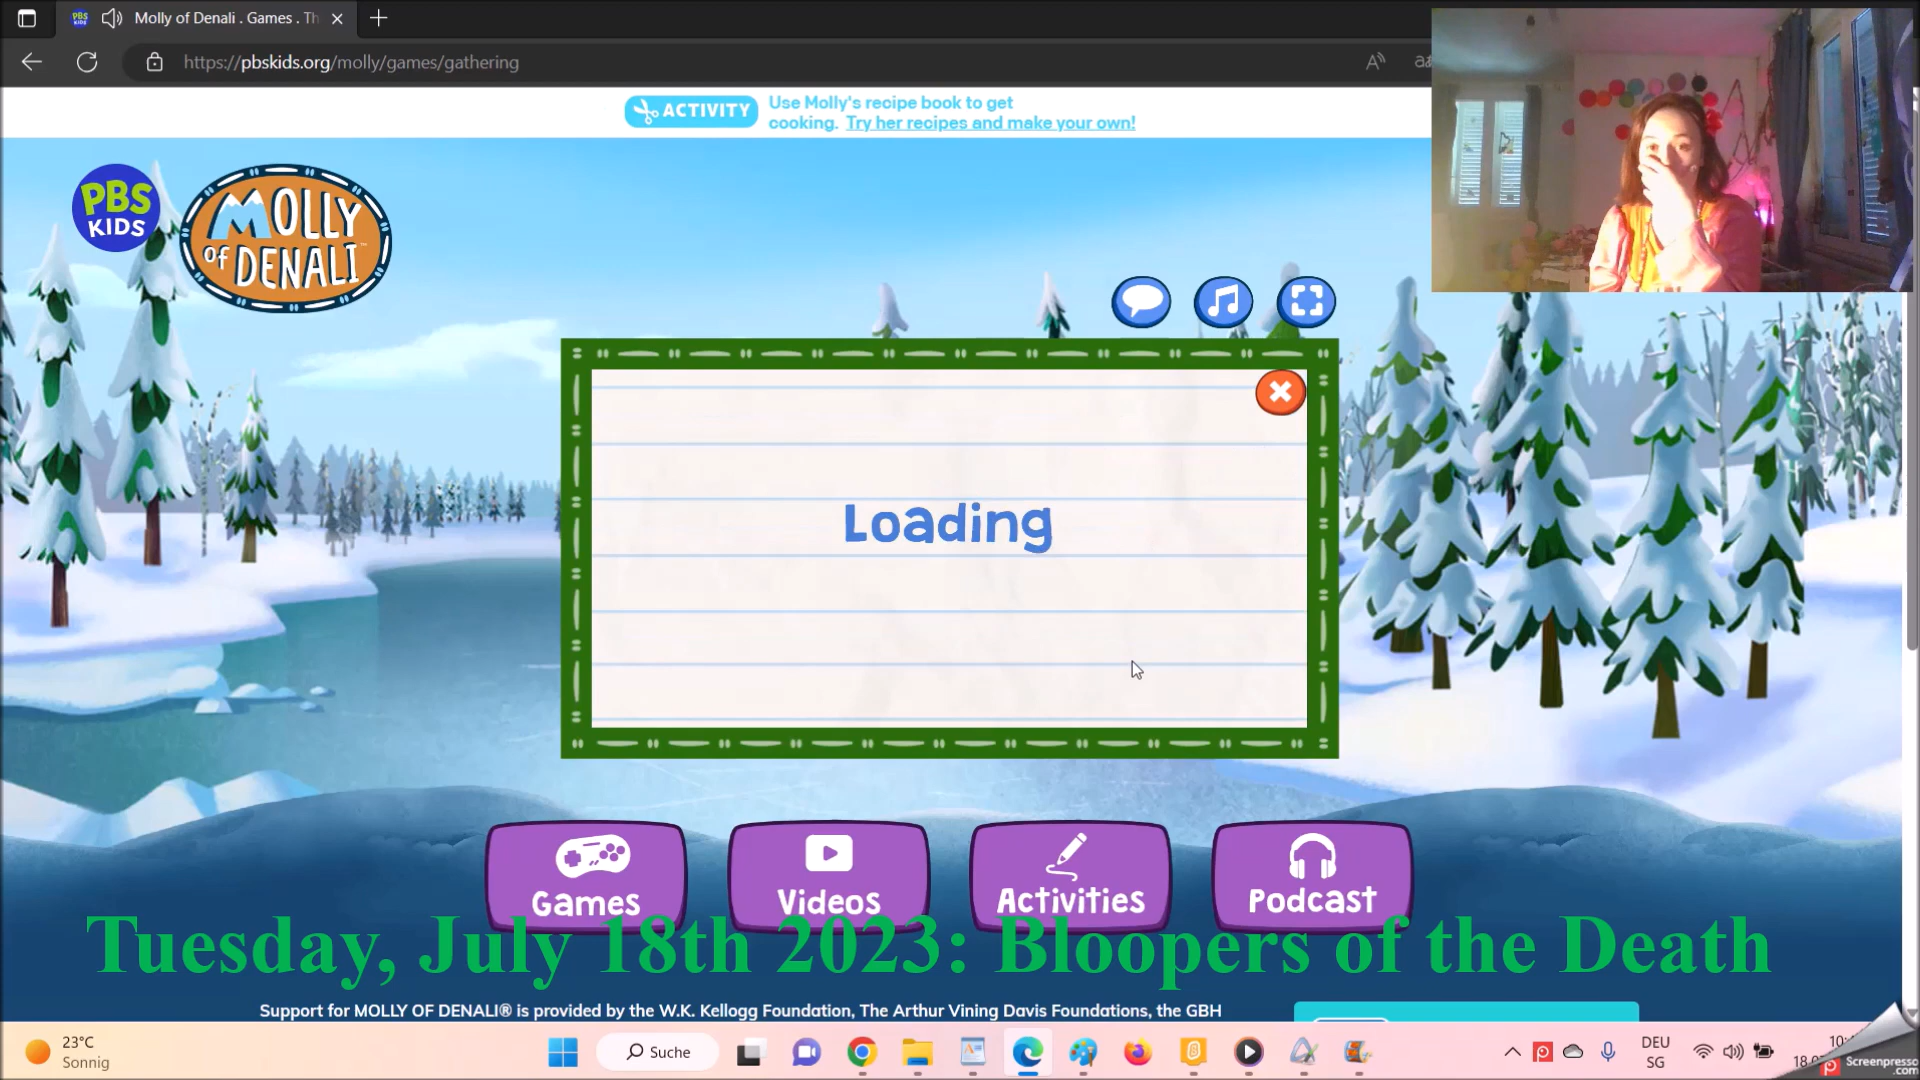 Molly of Denali . Games . Th
https://pbskids.org/molly/games/gathering
ACTIVITY
Use Molly's recipe book to get
cooking. Try her recipes and make your own!
PBS
KIDS
MOLLY
OF DENALI
Loading
Games
Videos
Activities
Podcast
Tuesday, July 18th 2023: Bloopers of the Death
Support for MOLLY OF DENALI® is provided by the W.K. Kellogg Foundation, The Arthur Vining Davis Foundations, the GBH
23°C
Sonnig
Suche
DEU
SG
Screenpresso
.com